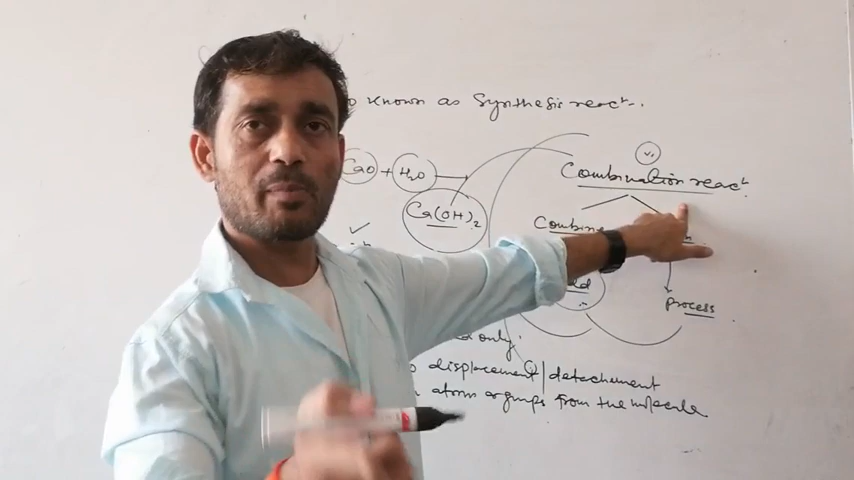 known as Synthesis react.
CaO + H2O
Ca(OH)2
Combination react
Combine
process
only
displacement | detachement
atom or groups from the molecule